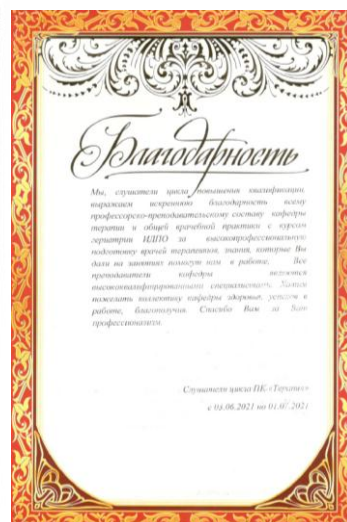 Благодарность
Мы, слушатели цикла повышения квалификации,
выражаем искреннюю благодарность всему
профессорско-преподавательскому составу кафедры
терапии и общей врачебной практики с курсом
гериатрии ИДПО за высокопрофессиональную
подготовку врачей терапевтов, знания, которые Вы
дали на занятиях помогут нам в работе. Все
преподаватели кафедры являются
высококвалифицированными специалистами. Хотим
пожелать коллективу кафедры здоровья, успехов в
работе, благополучия. Спасибо Вам за Ваш
профессионализм.
Слушатели цикла ПК «Терапия»
с 03.06.2021 по 01.07.2021